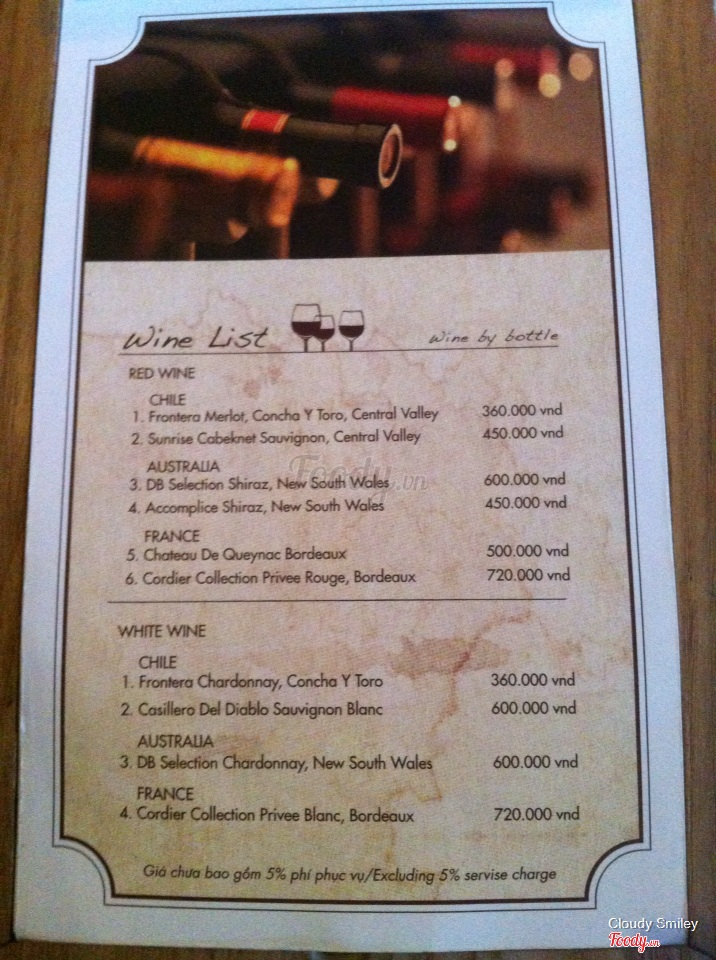 Wine List
Wine by bottle
RED WINE
CHILE
1. Frontera Merlot, Concha Y Toro, Central Valley 360.000 vnd
2. Sunrise Cabeknet Sauvignon, Central Valley 450.000 vnd
AUSTRALIA
3. DB Selection Shiraz, New South Wales 600.000 vnd
4. Accomplice Shiraz, New South Wales 450.000 vnd
FRANCE
5. Chateau De Queynac Bordeaux 500.000 vnd
6. Cordier Collection Privee Rouge, Bordeaux 720.000 vnd
WHITE WINE
CHILE
1. Frontera Chardonnay, Concha Y Toro 360.000 vnd
2. Casillero Del Diablo Sauvignon Blanc 600.000 vnd
AUSTRALIA
3. DB Selection Chardonnay, New South Wales 600.000 vnd
FRANCE
4. Cordier Collection Privee Blanc, Bordeaux 720.000 vnd
Giá chưa bao gồm 5% phí phục vụ/Excluding 5% servise charge
Foody.vn
Cloudy Smiley
Foody.vn